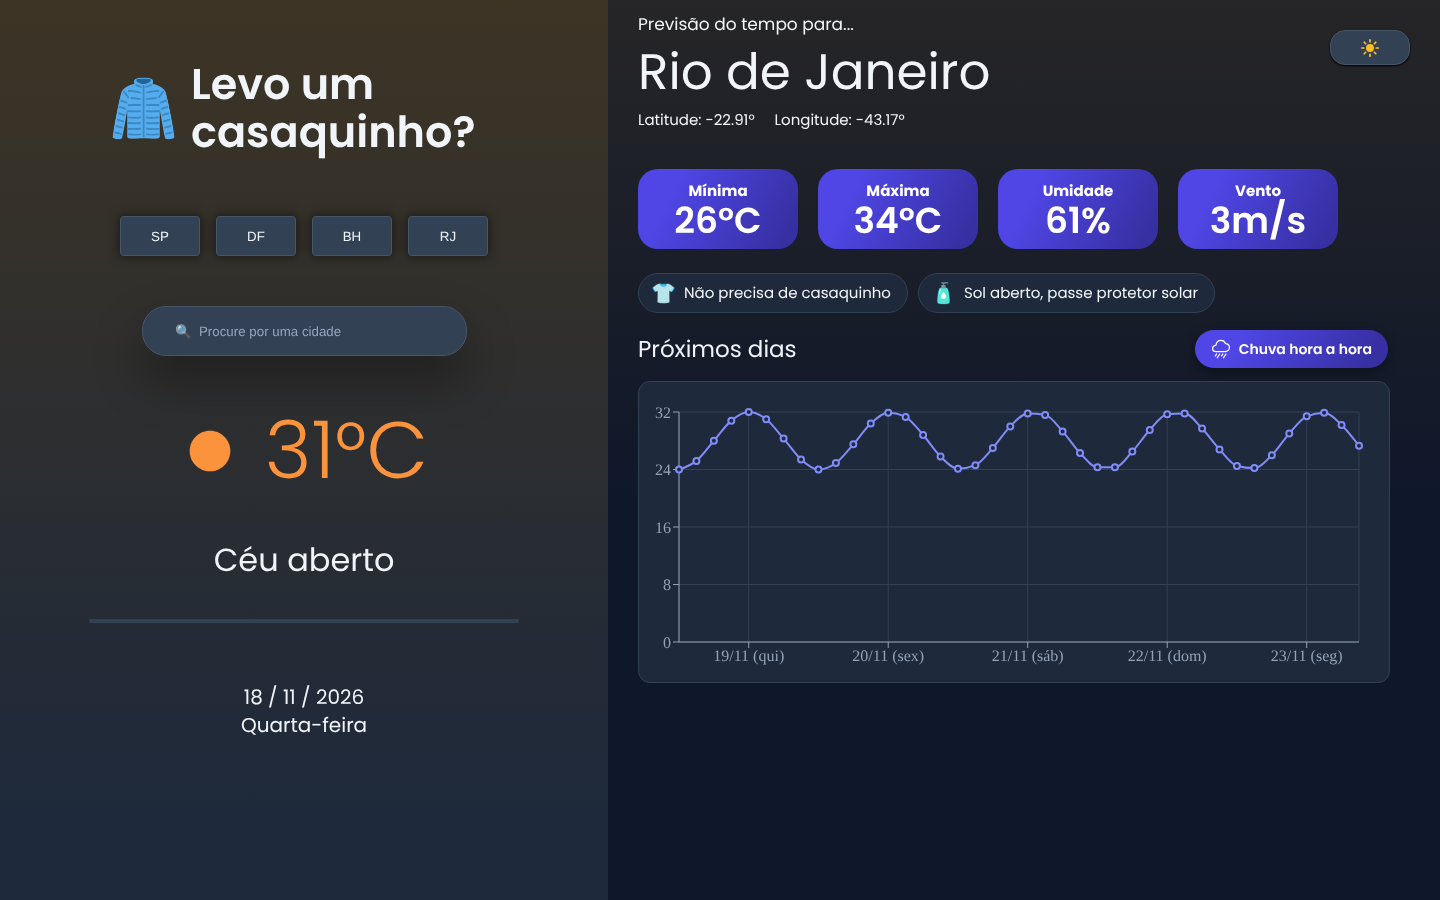 Levo um
casaquinho?
SP DF BH RJ
Procure por uma cidade
31°C
Céu aberto
18 / 11 / 2026
Quarta-feira
Previsão do tempo para...
Rio de Janeiro
Latitude: -22.91° Longitude: -43.17°
Mínima
26°C
Máxima
34°C
Umidade
61%
Vento
3m/s
Não precisa de casaquinho
Sol aberto, passe protetor solar
Próximos dias
Chuva hora a hora
32
24
16
8
0
19/11 (qui) 20/11 (sex) 21/11 (sáb) 22/11 (dom) 23/11 (seg)